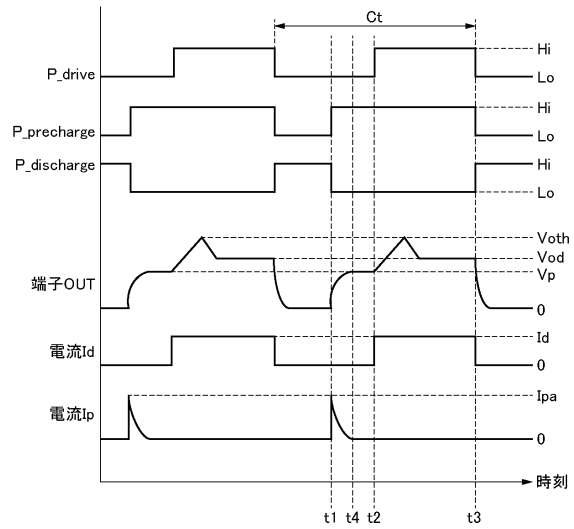 Ct
P_drive
Hi
Lo
P_precharge
Hi
Lo
P_discharge
Hi
Lo
端子OUT
Voth
Vod
Vp
0
電流Id
Id
0
電流Ip
Ipa
0
時刻
t1 t4 t2 t3